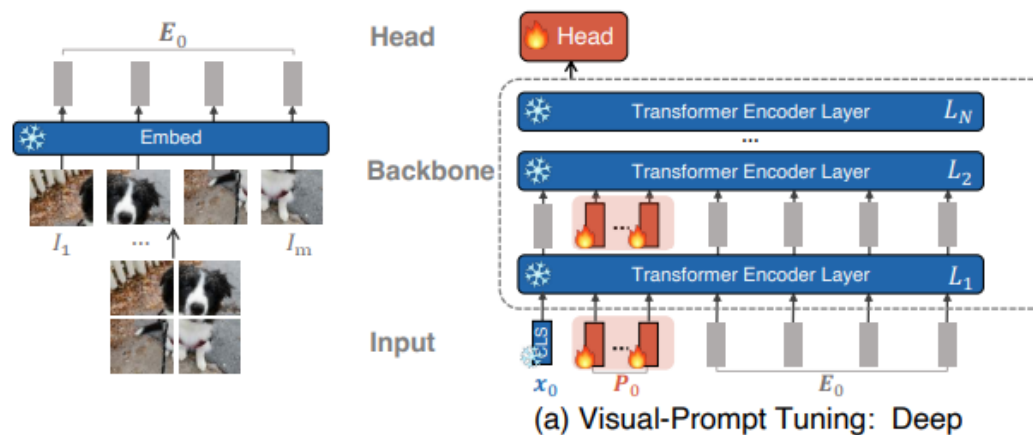 E₀
Embed
I₁ ... Iₘ
Head
Backbone
Input
Head
Transformer Encoder Layer L_N
...
Transformer Encoder Layer L₂
...
Transformer Encoder Layer L₁
CLS ...
x₀ P₀ E₀
(a) Visual-Prompt Tuning: Deep